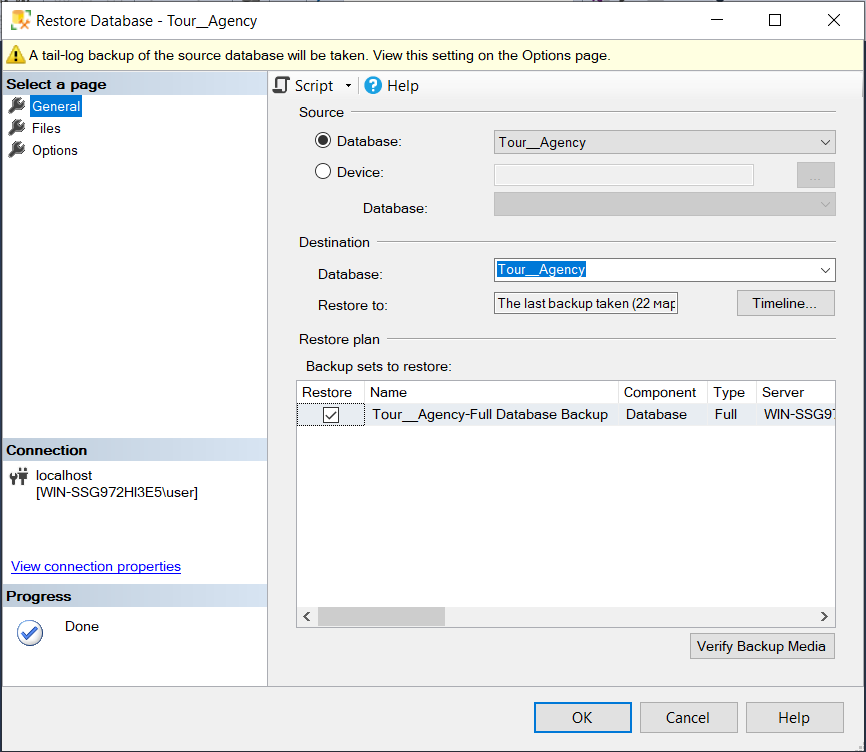 Restore Database - Tour__Agency
A tail-log backup of the source database will be taken. View this setting on the Options page.
Select a page
General
Files
Options
Script
Help
Source
Database:
Tour__Agency
Device:
...
Database:
Destination
Database:
Tour__Agency
Restore to:
The last backup taken (22 мар
Timeline...
Restore plan
Backup sets to restore:
Restore Name Component Type Server
Tour__Agency-Full Database Backup Database Full WIN-SSG97
Verify Backup Media
Connection
localhost
[WIN-SSG972HI3E5\user]
View connection properties
Progress
Done
OK Cancel Help